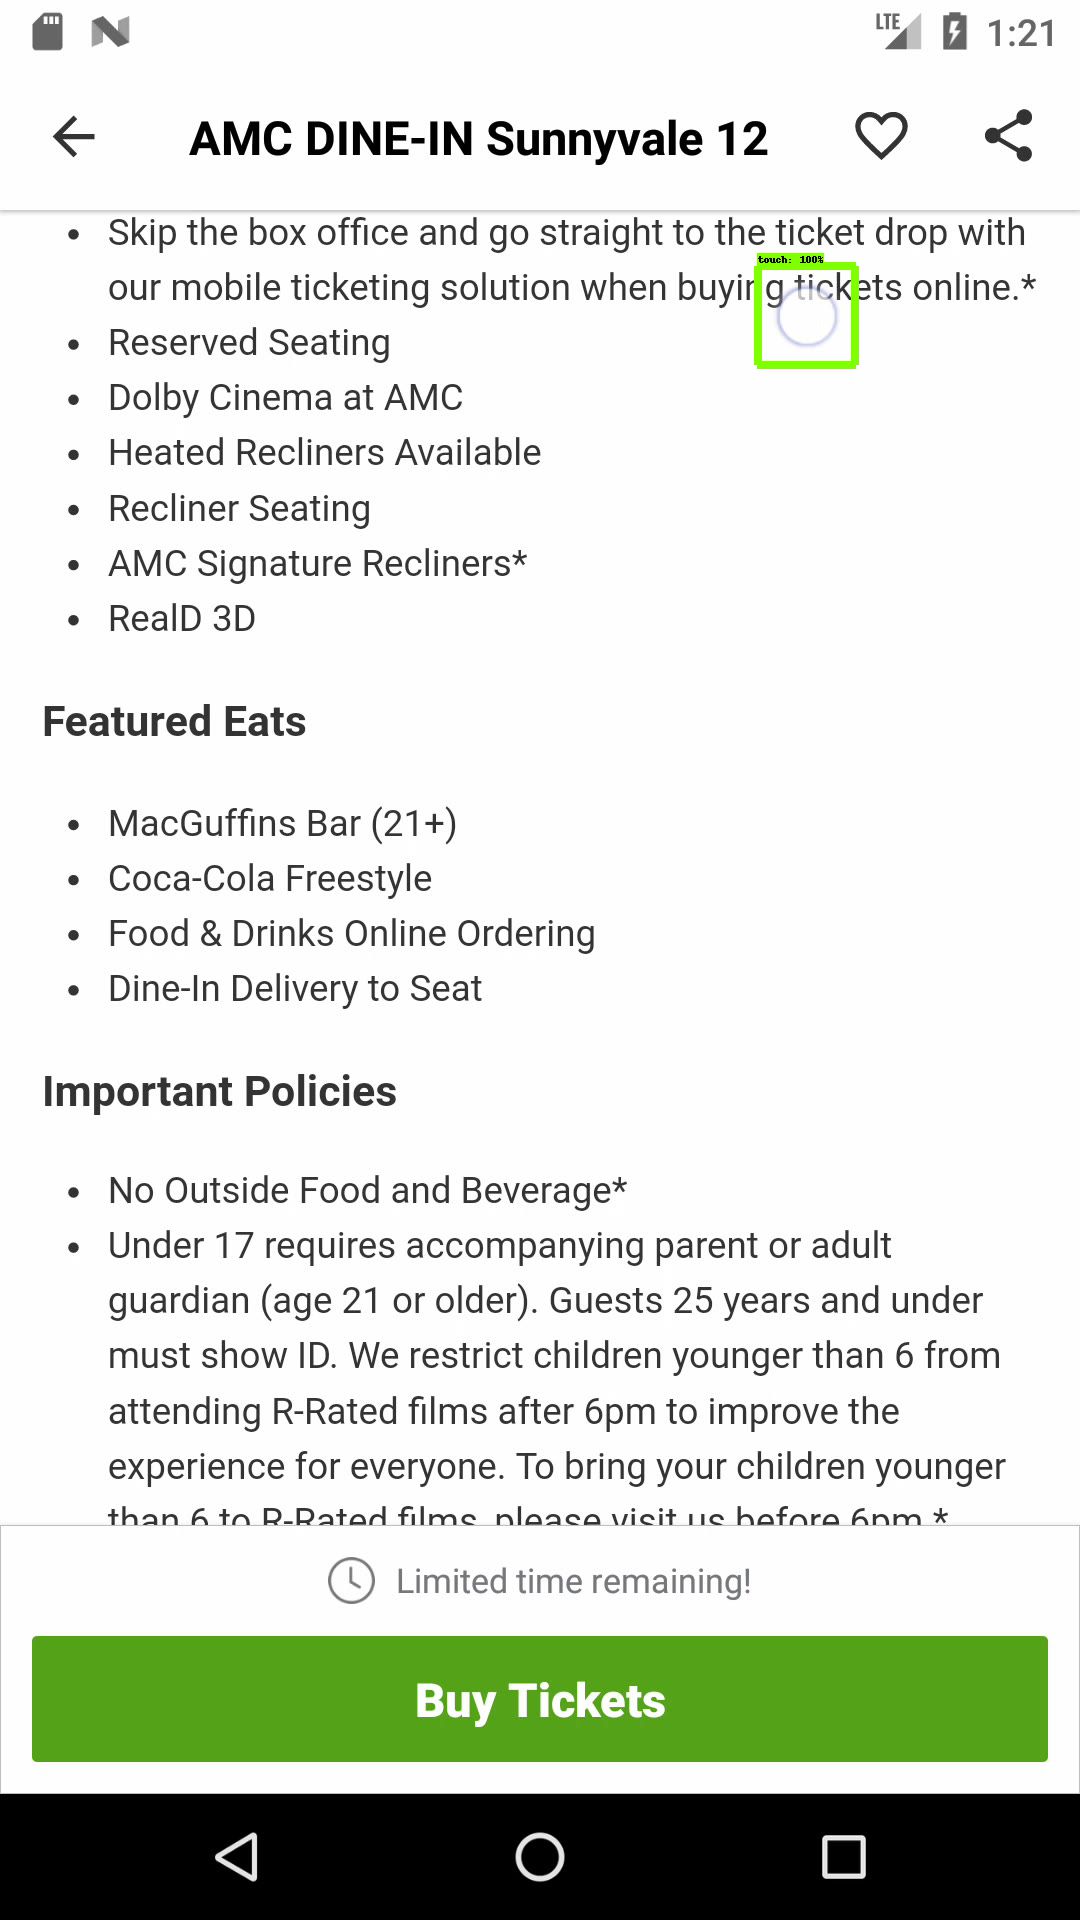 LTE 1:21
AMC DINE-IN Sunnyvale 12
• Skip the box office and go straight to the ticket drop with
touch: 100%
our mobile ticketing solution when buying tickets online.*
• Reserved Seating
• Dolby Cinema at AMC
• Heated Recliners Available
• Recliner Seating
• AMC Signature Recliners*
• RealD 3D
Featured Eats
• MacGuffins Bar (21+)
• Coca-Cola Freestyle
• Food & Drinks Online Ordering
• Dine-In Delivery to Seat
Important Policies
• No Outside Food and Beverage*
• Under 17 requires accompanying parent or adult
guardian (age 21 or older). Guests 25 years and under
must show ID. We restrict children younger than 6 from
attending R-Rated films after 6pm to improve the
experience for everyone. To bring your children younger
than 6 to R-Rated films, please visit us before 6pm.*
Limited time remaining!
Buy Tickets